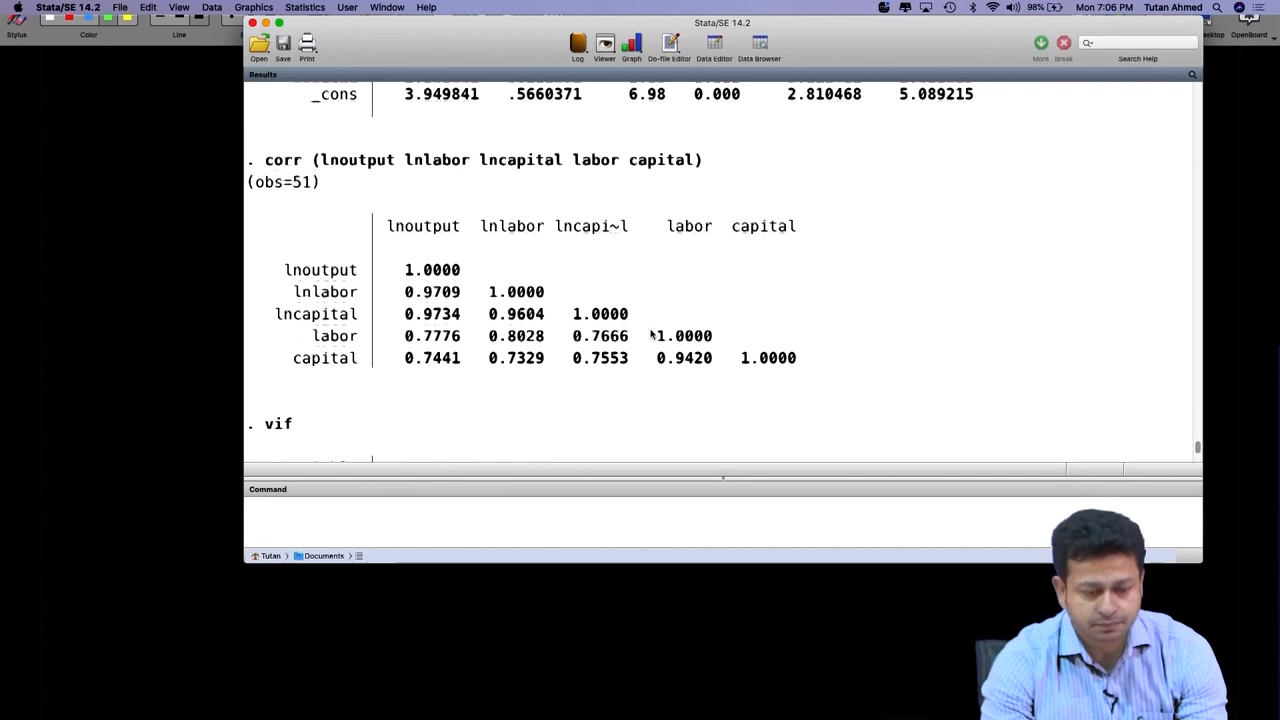 Stata/SE 14.2 File Edit View Data Graphics Statistics User Window Help 98% Mon 7:06 PM Tutan Ahmed
Stylus Color Line OpenBoard
Stata/SE 14.2
Open Save Print Log Viewer Graph Do-file Editor Data Editor Data Browser More Break Search Help
Results
_cons 3.949841 .5660371 6.98 0.000 2.810468 5.089215
. corr (lnoutput lnlabor lncapital labor capital)
(obs=51)
lnoutput lnlabor lncapi~l labor capital
lnoutput 1.0000
lnlabor 0.9709 1.0000
lncapital 0.9734 0.9604 1.0000
labor 0.7776 0.8028 0.7666 1.0000
capital 0.7441 0.7329 0.7553 0.9420 1.0000
. vif
Command
Tutan Documents